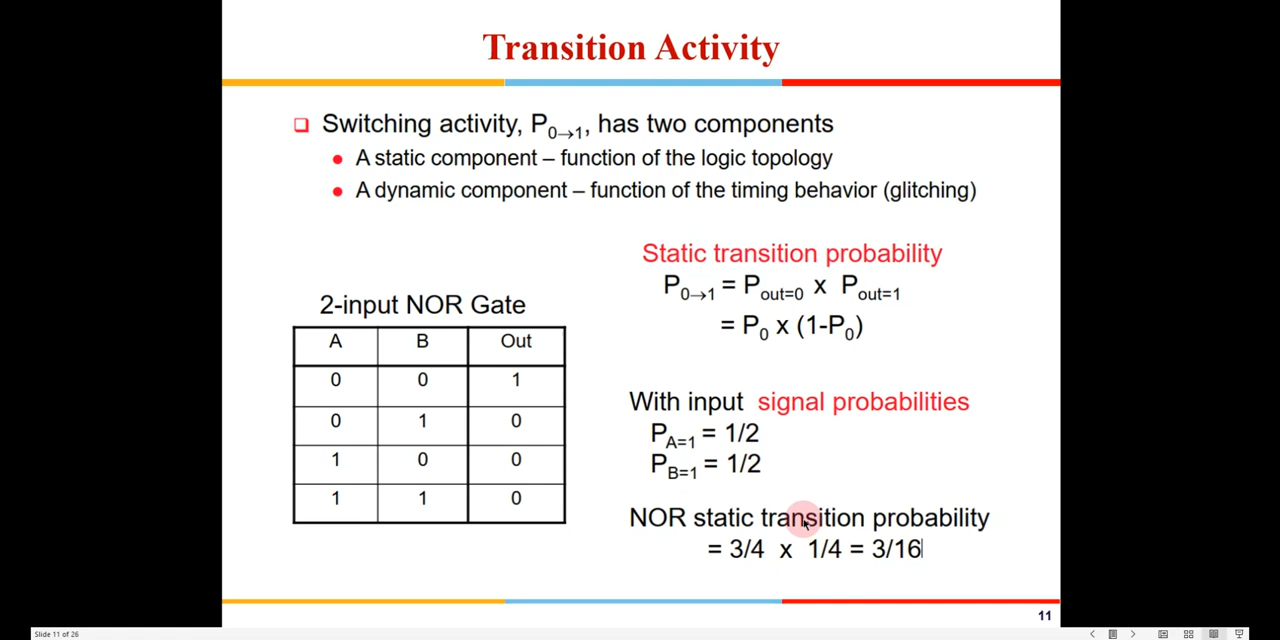 Transition Activity
Switching activity, P0→1, has two components
A static component – function of the logic topology
A dynamic component – function of the timing behavior (glitching)
2-input NOR Gate
A B Out
0 0 1
0 1 0
1 0 0
1 1 0
Static transition probability
P0→1 = Pout=0 x Pout=1
= P0 x (1-P0)
With input signal probabilities
PA=1 = 1/2
PB=1 = 1/2
NOR static transition probability
= 3/4 x 1/4 = 3/16
11
Slide 11 of 26